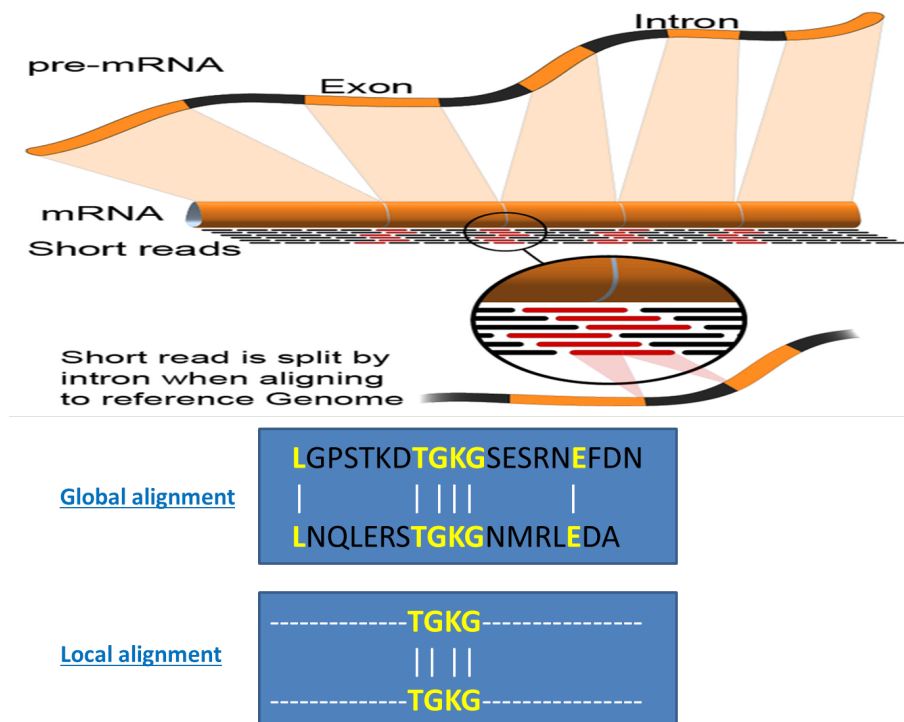 Intron
pre-mRNA
Exon
mRNA
Short reads
Short read is split by
intron when aligning
to reference Genome
Global alignment
LGPSTKDTGKGSESRNEFDN
| | | | | |
LNQLERSTGKGNMRLEDA
Local alignment
--------------TGKG----------------
| | | |
--------------TGKG----------------